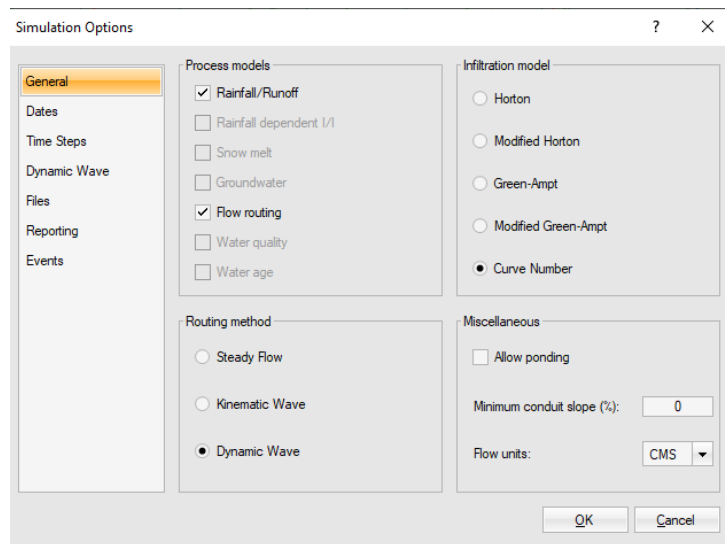 Simulation Options
?
General
Dates
Time Steps
Dynamic Wave
Files
Reporting
Events
Process models
Rainfall/Runoff
Rainfall dependent I/I
Snow melt
Groundwater
Flow routing
Water quality
Water age
Infiltration model
Horton
Modified Horton
Green-Ampt
Modified Green-Ampt
Curve Number
Routing method
Steady Flow
Kinematic Wave
Dynamic Wave
Miscellaneous
Allow ponding
Minimum conduit slope (%): 0
Flow units: CMS
OK Cancel